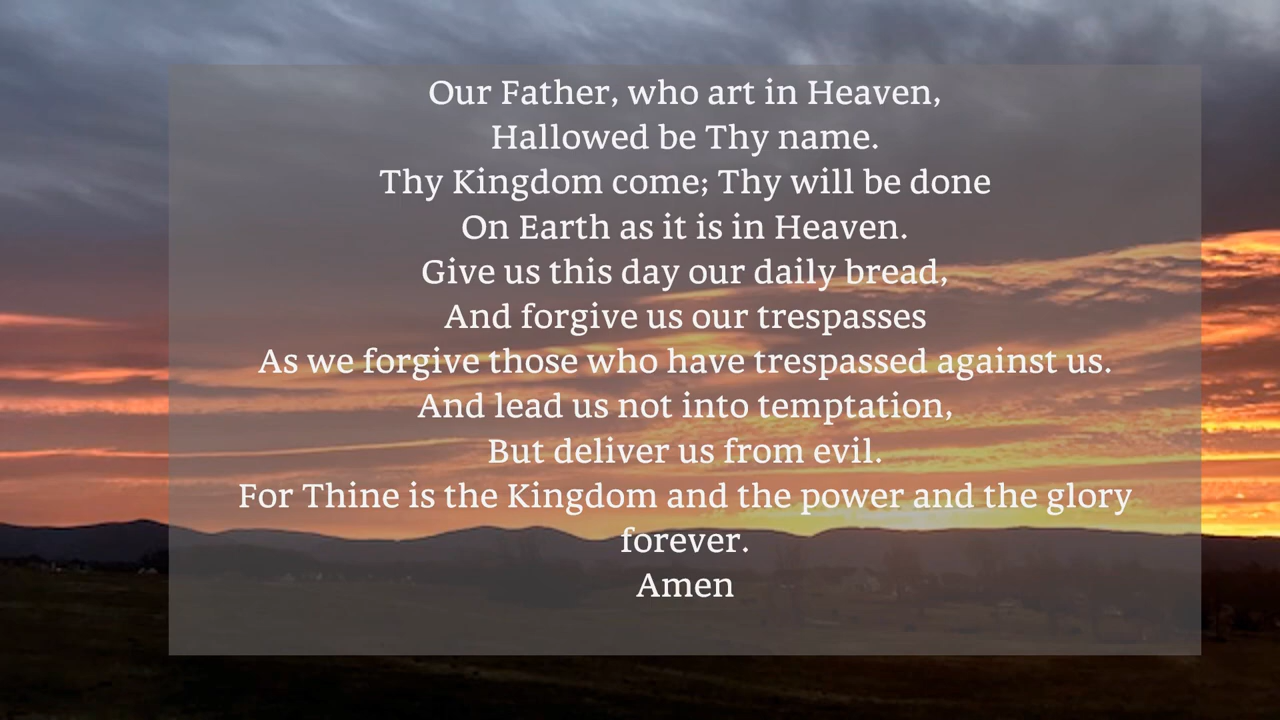 Our Father, who art in Heaven,
Hallowed be Thy name.
Thy Kingdom come; Thy will be done
On Earth as it is in Heaven.
Give us this day our daily bread,
And forgive us our trespasses
As we forgive those who have trespassed against us.
And lead us not into temptation,
But deliver us from evil.
For Thine is the Kingdom and the power and the glory
forever.
Amen